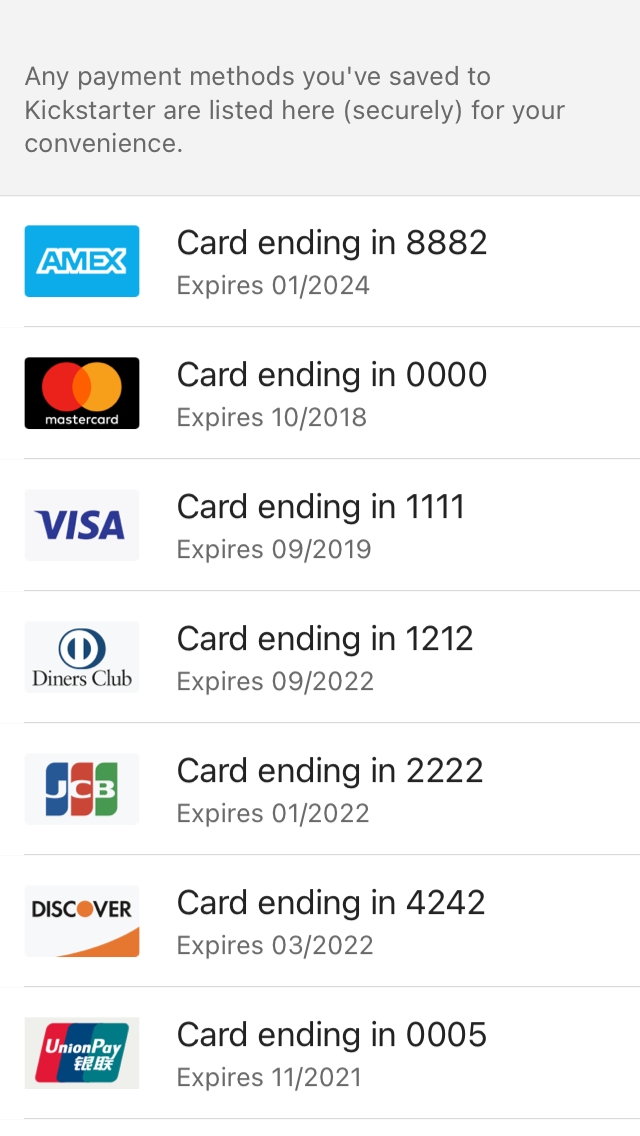 Any payment methods you've saved to
Kickstarter are listed here (securely) for your
convenience.
AMEX
Card ending in 8882
Expires 01/2024
mastercard
Card ending in 0000
Expires 10/2018
VISA
Card ending in 1111
Expires 09/2019
Diners Club
Card ending in 1212
Expires 09/2022
JCB
Card ending in 2222
Expires 01/2022
DISCOVER
Card ending in 4242
Expires 03/2022
UnionPay
银联
Card ending in 0005
Expires 11/2021